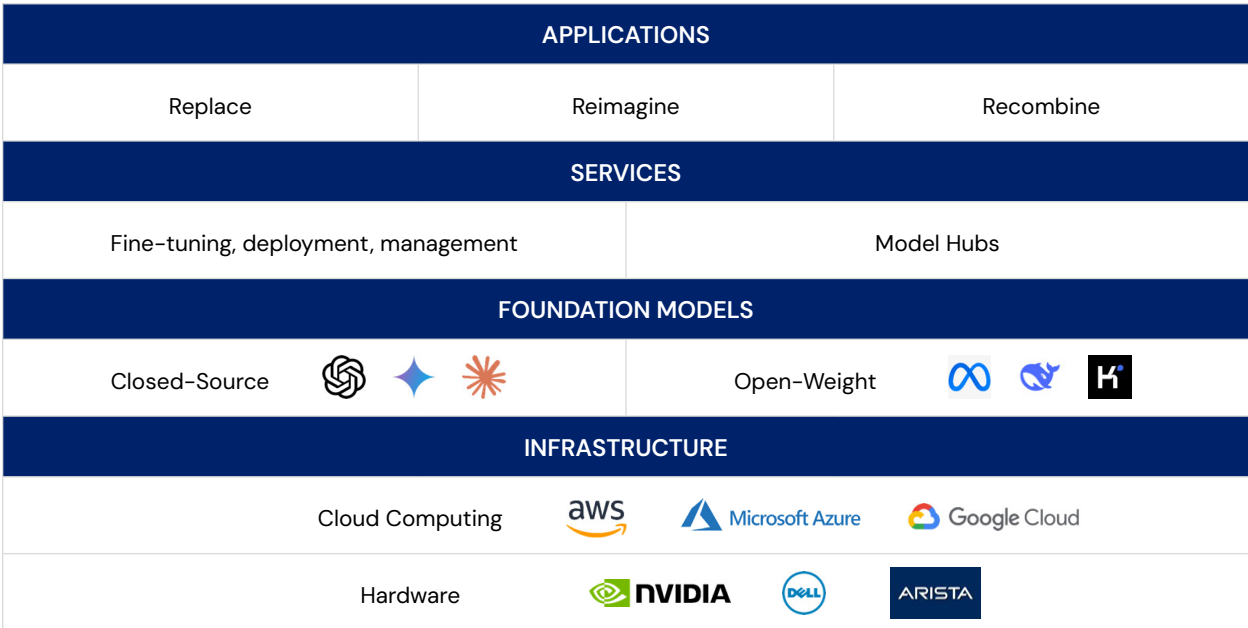 APPLICATIONS
Replace Reimagine Recombine
SERVICES
Fine-tuning, deployment, management Model Hubs
FOUNDATION MODELS
Closed-Source Open-Weight K
INFRASTRUCTURE
Cloud Computing aws Microsoft Azure Google Cloud
Hardware NVIDIA DELL ARISTA